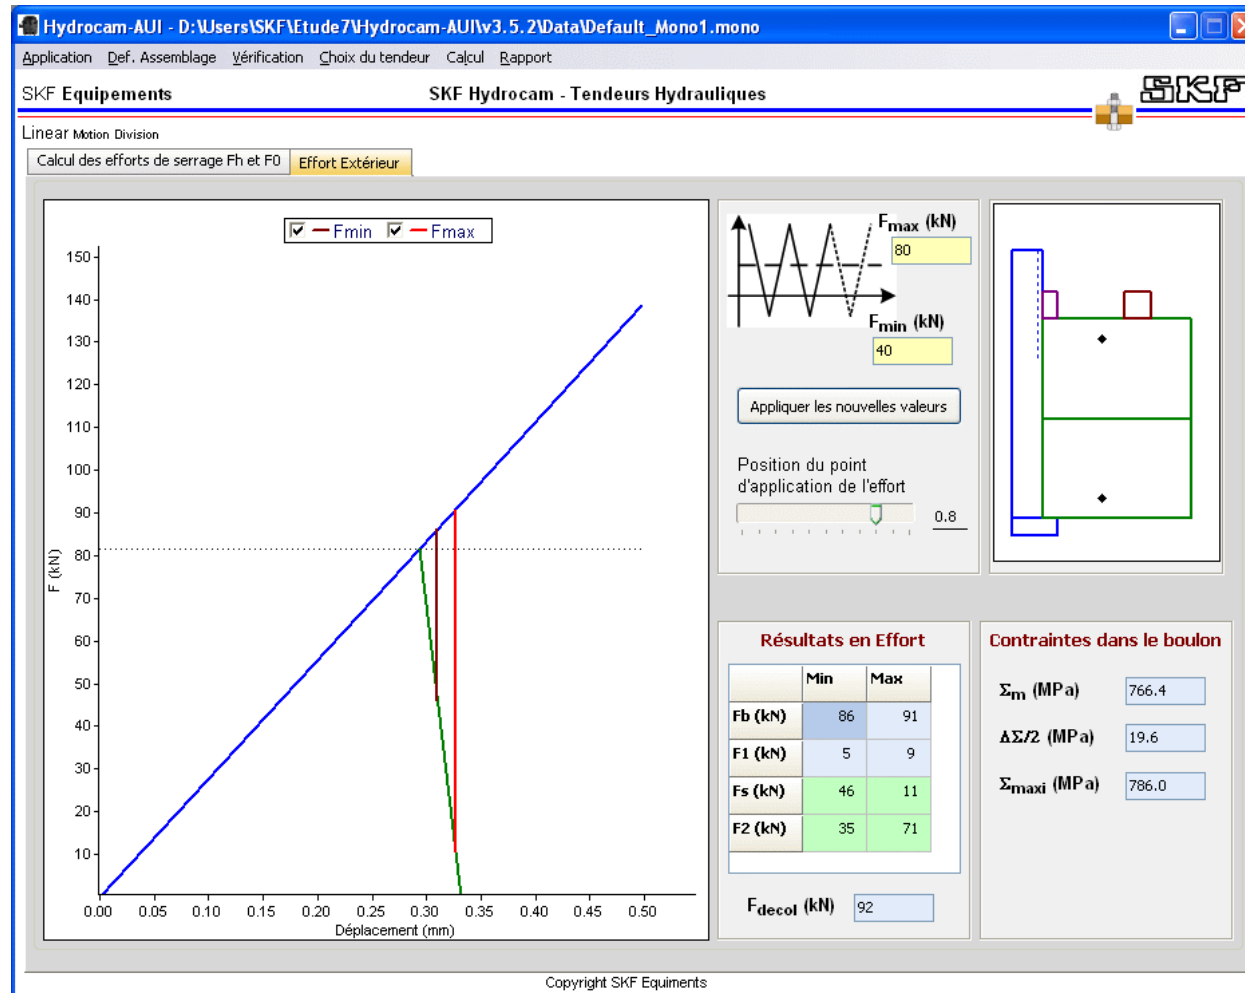 Hydrocam-AUI - D:\Users\SKF\Etude7\Hydrocam-AUI\v3.5.2\Data\Default_Mono1.mono
Application Def. Assemblage Vérification Choix du tendeur Calcul Rapport
SKF Equipements SKF Hydrocam - Tendeurs Hydrauliques SKF
Linear Motion Division
Calcul des efforts de serrage Fh et F0 Effort Extérieur
Fmin Fmax
150
140
130
120
110
100
90
80
70
60
50
40
30
20
10
F (kN)
0.00 0.05 0.10 0.15 0.20 0.25 0.30 0.35 0.40 0.45 0.50
Déplacement (mm)
Fmax (kN)
80
Fmin (kN)
40
Appliquer les nouvelles valeurs
Position du point
d'application de l'effort
0.8
Résultats en Effort
Min Max
Fb (kN) 86 91
F1 (kN) 5 9
Fs (kN) 46 11
F2 (kN) 35 71
Fdecol (kN) 92
Contraintes dans le boulon
Σm (MPa) 766.4
ΔΣ/2 (MPa) 19.6
Σmaxi (MPa) 786.0
Copyright SKF Equiments